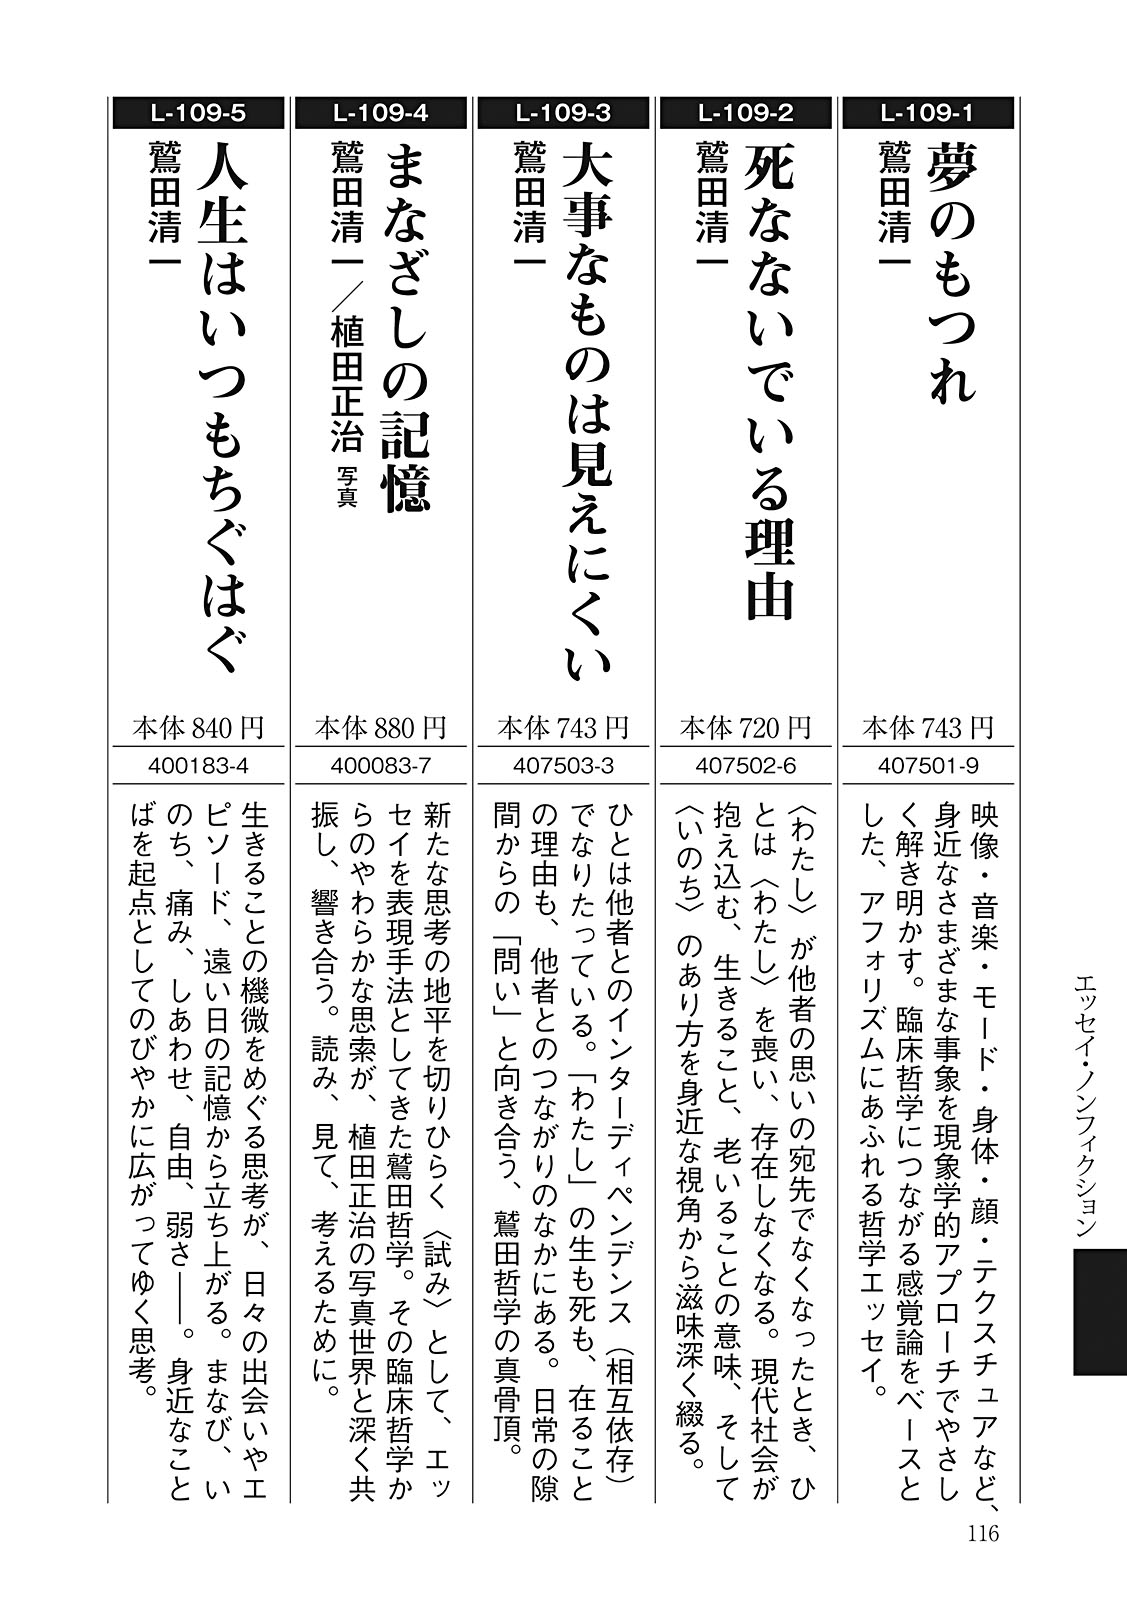 L-109-1
夢のもつれ
鷲田清一
本体 743 円
407501-9
映像・音楽・モード・身体・顔・テクスチュアなど、
身近なさまざまな事象を現象学的アプローチでやさし
く解き明かす。臨床哲学につながる感覚論をベースと
した、アフォリズムにあふれる哲学エッセイ。
L-109-2
死なないでいる理由
鷲田清一
本体 720 円
407502-6
〈わたし〉が他者の思いの宛先でなくなったとき、ひ
とは〈わたし〉を喪い、存在しなくなる。現代社会が
抱え込む、生きること、老いることの意味、そして
〈いのち〉のあり方を身近な視角から滋味深く綴る。
L-109-3
大事なものは見えにくい
鷲田清一
本体 743 円
407503-3
ひとは他者とのインターディペンデンス（相互依存）
でなりたっている。「わたし」の生も死も、在ること
の理由も、他者とのつながりのなかにある。日常の隙
間からの「問い」と向き合う、鷲田哲学の真骨頂。
L-109-4
まなざしの記憶
鷲田清一／植田正治 写真
本体 880 円
400083-7
新たな思考の地平を切りひらく〈試み〉として、エッ
セイを表現手法としてきた鷲田哲学。その臨床哲学か
らのやわらかな思索が、植田正治の写真世界と深く共
振し、響き合う。読み、見て、考えるために。
L-109-5
人生はいつもちぐはぐ
鷲田清一
本体 840 円
400183-4
生きることの機微をめぐる思考が、日々の出会いやエ
ピソード、遠い日の記憶から立ち上がる。まなび、い
のち、痛み、しあわせ、自由、弱さ――。身近なこと
ばを起点としてのびやかに広がってゆく思考。
エッセイ・ノンフィクション
116